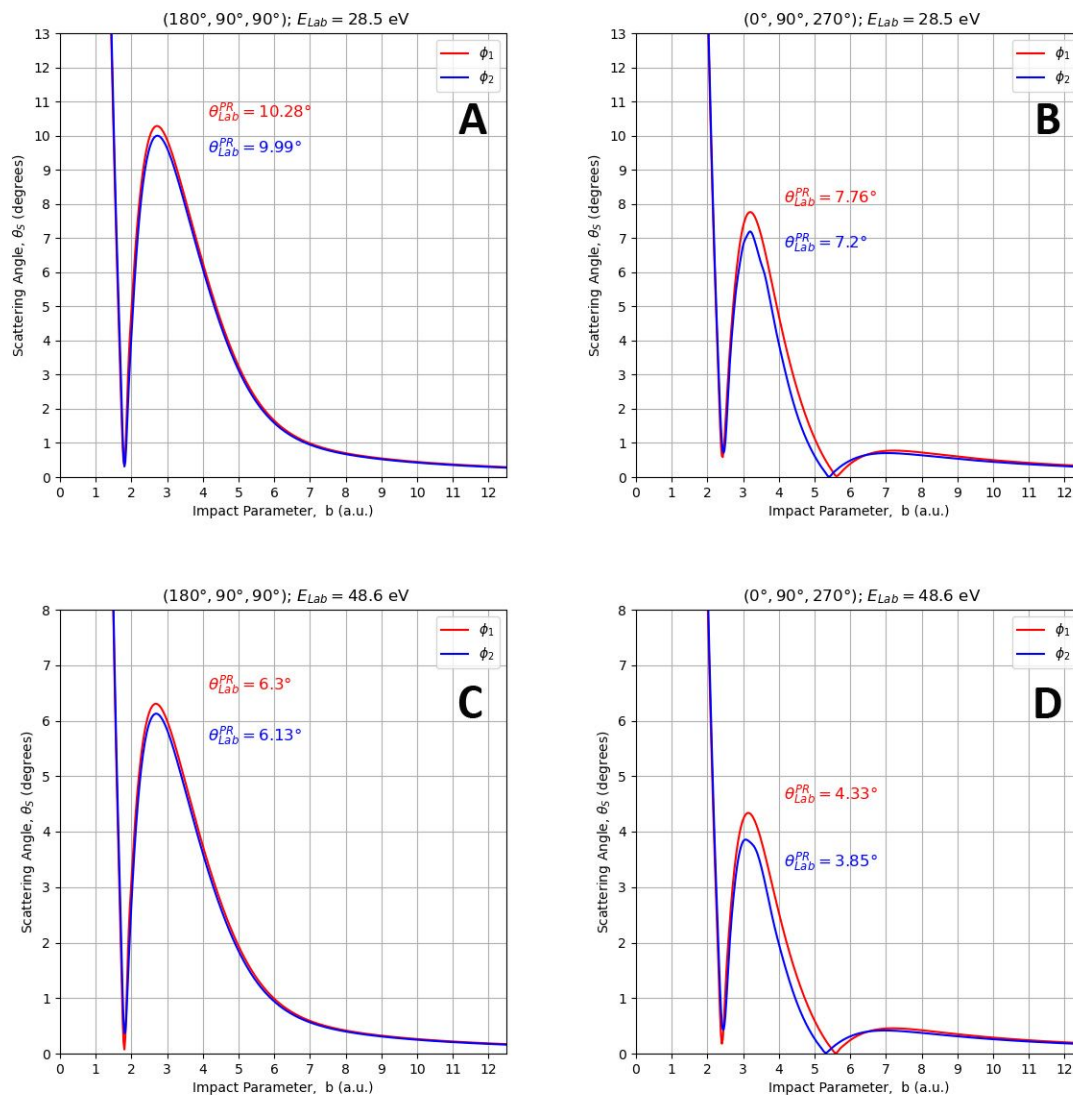 (180°, 90°, 90°); E_Lab = 28.5 eV
13
12
11
10
9
8
7
6
5
4
3
2
1
0
Scattering Angle, θ_S (degrees)
ϕ₁
ϕ₂
A
θ^PR_Lab = 10.28°
θ^PR_Lab = 9.99°
0 1 2 3 4 5 6 7 8 9 10 11 12
Impact Parameter, b (a.u.)
(0°, 90°, 270°); E_Lab = 28.5 eV
13
12
11
10
9
8
7
6
5
4
3
2
1
0
Scattering Angle, θ_S (degrees)
ϕ₁
ϕ₂
B
θ^PR_Lab = 7.76°
θ^PR_Lab = 7.2°
0 1 2 3 4 5 6 7 8 9 10 11 12
Impact Parameter, b (a.u.)
(180°, 90°, 90°); E_Lab = 48.6 eV
8
7
6
5
4
3
2
1
0
Scattering Angle, θ_S (degrees)
ϕ₁
ϕ₂
C
θ^PR_Lab = 6.3°
θ^PR_Lab = 6.13°
0 1 2 3 4 5 6 7 8 9 10 11 12
Impact Parameter, b (a.u.)
(0°, 90°, 270°); E_Lab = 48.6 eV
8
7
6
5
4
3
2
1
0
Scattering Angle, θ_S (degrees)
ϕ₁
ϕ₂
D
θ^PR_Lab = 4.33°
θ^PR_Lab = 3.85°
0 1 2 3 4 5 6 7 8 9 10 11 12
Impact Parameter, b (a.u.)